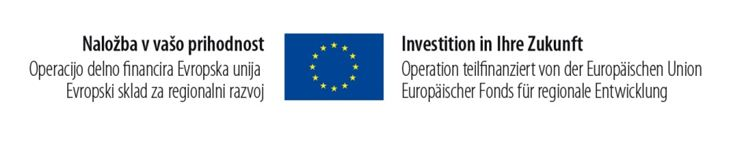 Naložba v vašo prihodnost
Operacijo delno financira Evropska unija
Evropski sklad za regionalni razvoj
Investition in Ihre Zukunft
Operation teilfinanziert von der Europäischen Union
Europäischer Fonds für regionale Entwicklung